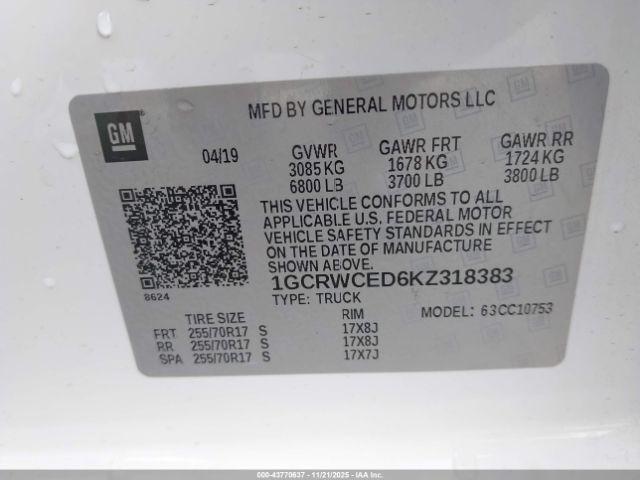 MFD BY GENERAL MOTORS LLC
GM
04/19
GVWR GAWR FRT GAWR RR
3085 KG 1678 KG 1724 KG
6800 LB 3700 LB 3800 LB
THIS VEHICLE CONFORMS TO ALL
APPLICABLE U.S. FEDERAL MOTOR
VEHICLE SAFETY STANDARDS IN EFFECT
ON THE DATE OF MANUFACTURE
SHOWN ABOVE.
8624
1GCRWCED6KZ318383
TYPE: TRUCK MODEL: 63CC10753
TIRE SIZE RIM
FRT 255/70R17 S 17X8J
RR 255/70R17 S 17X8J
SPA 255/70R17 S 17X7J
000-43770637 - 11/21/2025 - IAAI.COM